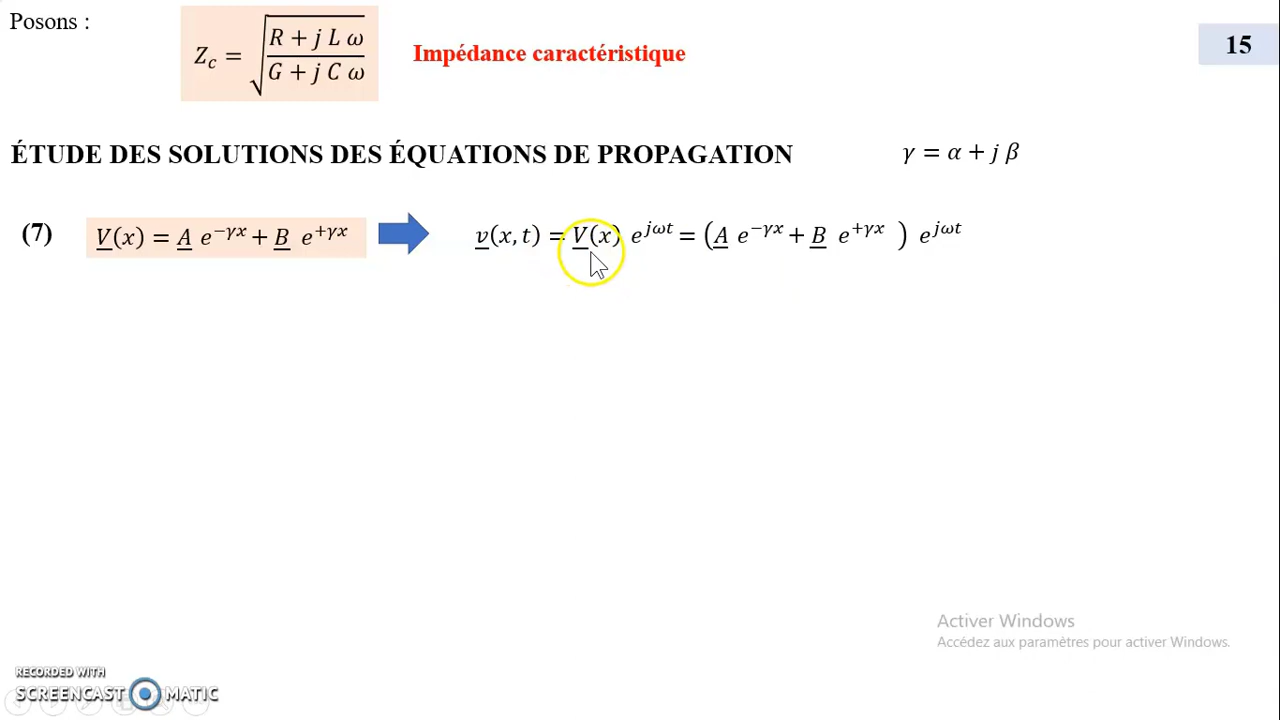 Posons :
Z_c = √((R + j L ω)/(G + j C ω))
Impédance caractéristique
15
ÉTUDE DES SOLUTIONS DES ÉQUATIONS DE PROPAGATION
γ = α + j β
(7) V(x) = A e^{−γx} + B e^{+γx}
v(x, t) = V(x) e^{jωt} = (A e^{−γx} + B e^{+γx} ) e^{jωt}
Activer Windows
Accédez aux paramètres pour activer Windows.
RECORDED WITH
SCREENCAST MATIC